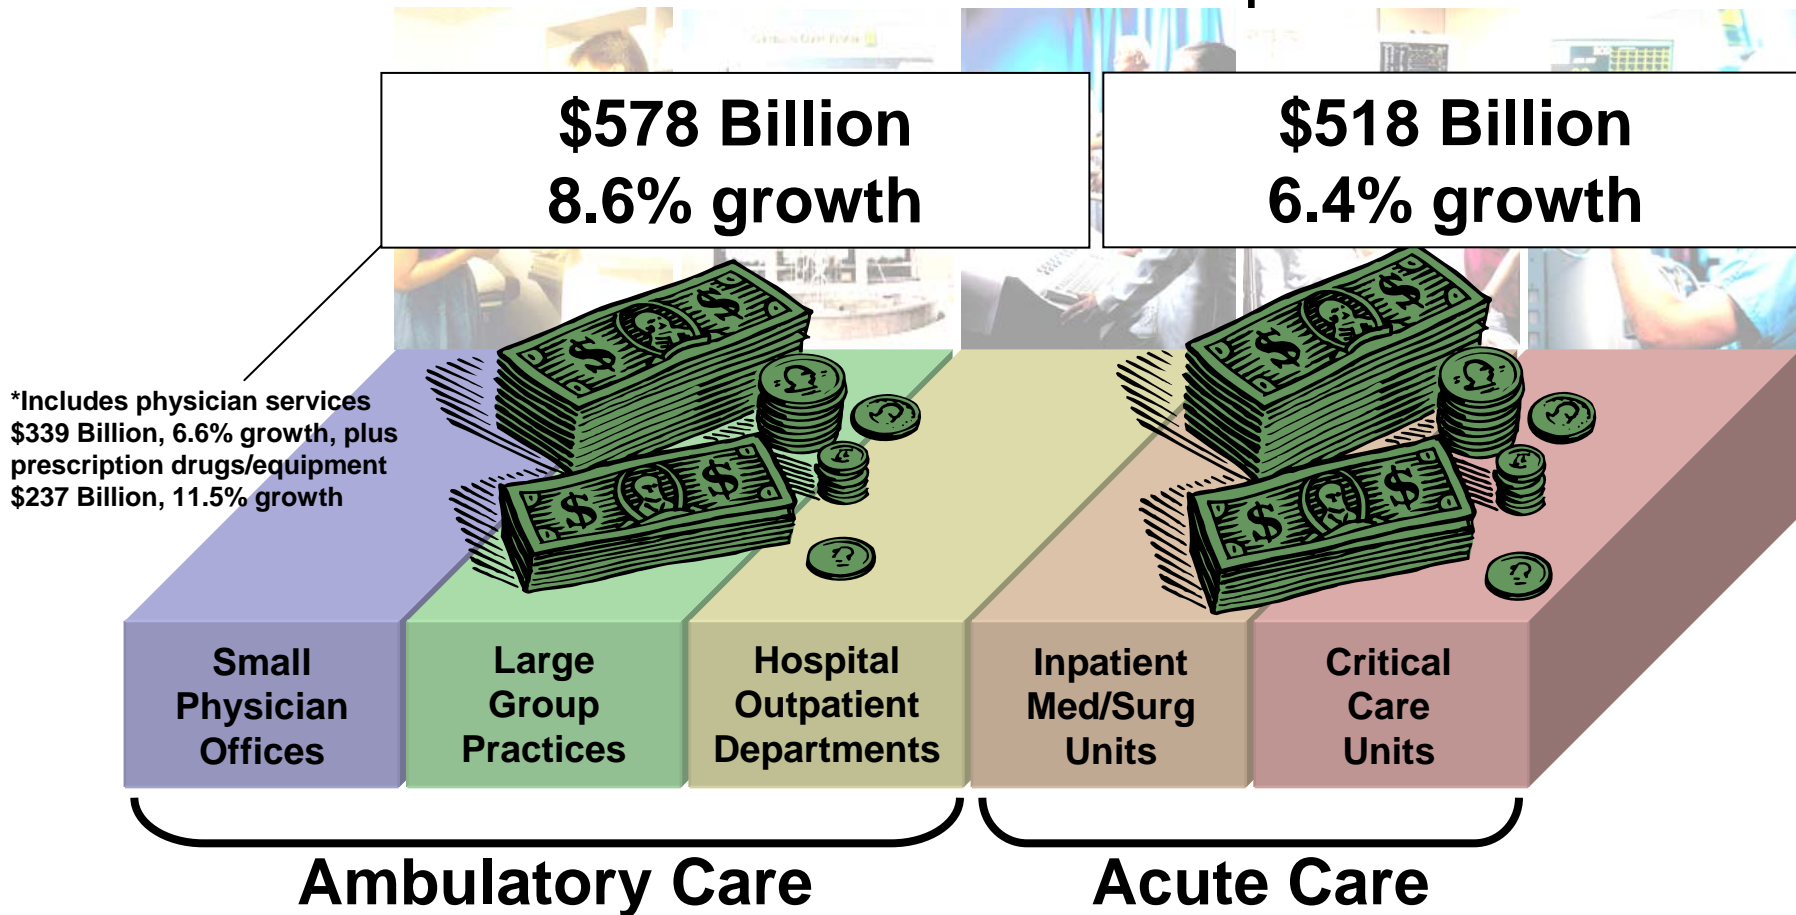 $578 Billion
8.6% growth
$518 Billion
6.4% growth
*Includes physician services
$339 Billion, 6.6% growth, plus
prescription drugs/equipment
$237 Billion, 11.5% growth
Small
Physician
Offices
Large
Group
Practices
Hospital
Outpatient
Departments
Inpatient
Med/Surg
Units
Critical
Care
Units
Ambulatory Care
Acute Care